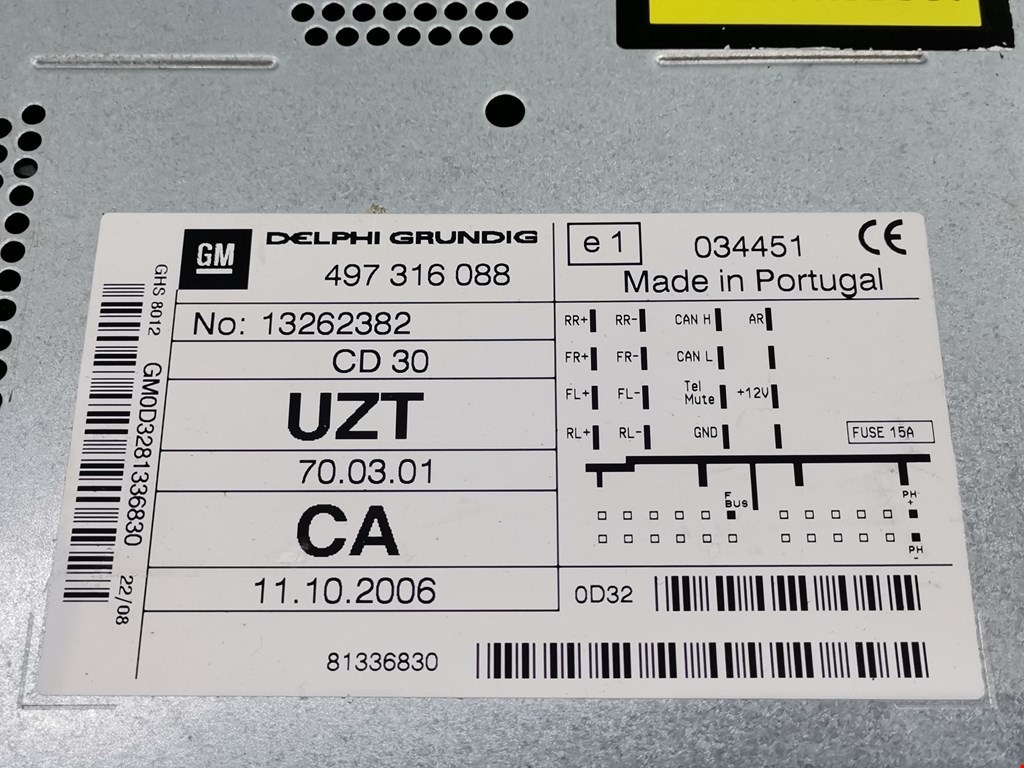 GM
DELPHI GRUNDIG
497 316 088
No: 13262382
CD 30
UZT
70.03.01
CA
11.10.2006
81336830
e 1
034451
CE
Made in Portugal
RR+ RR- CAN H AR
FR+ FR- CAN L
FL+ FL- Tel Mute +12V
RL+ RL- GND
FUSE 15A
F BUS
PH +
PH -
0D32
GHS 8012
GM0D3281336830
22/08